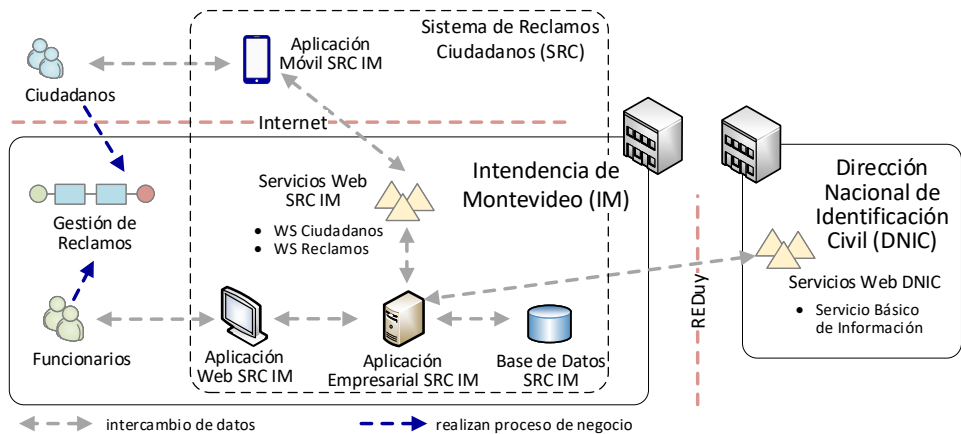 Sistema de Reclamos
Ciudadanos (SRC)
Aplicación
Móvil SRC IM
Ciudadanos
Internet
Intendencia de
Montevideo (IM)
Servicios Web
SRC IM
• WS Ciudadanos
• WS Reclamos
Gestión de
Reclamos
Funcionarios
Aplicación
Web SRC IM
Aplicación
Empresarial SRC IM
Base de Datos
SRC IM
REDuy
Dirección
Nacional de
Identificación
Civil (DNIC)
Servicios Web DNIC
• Servicio Básico
de Información
intercambio de datos
realizan proceso de negocio